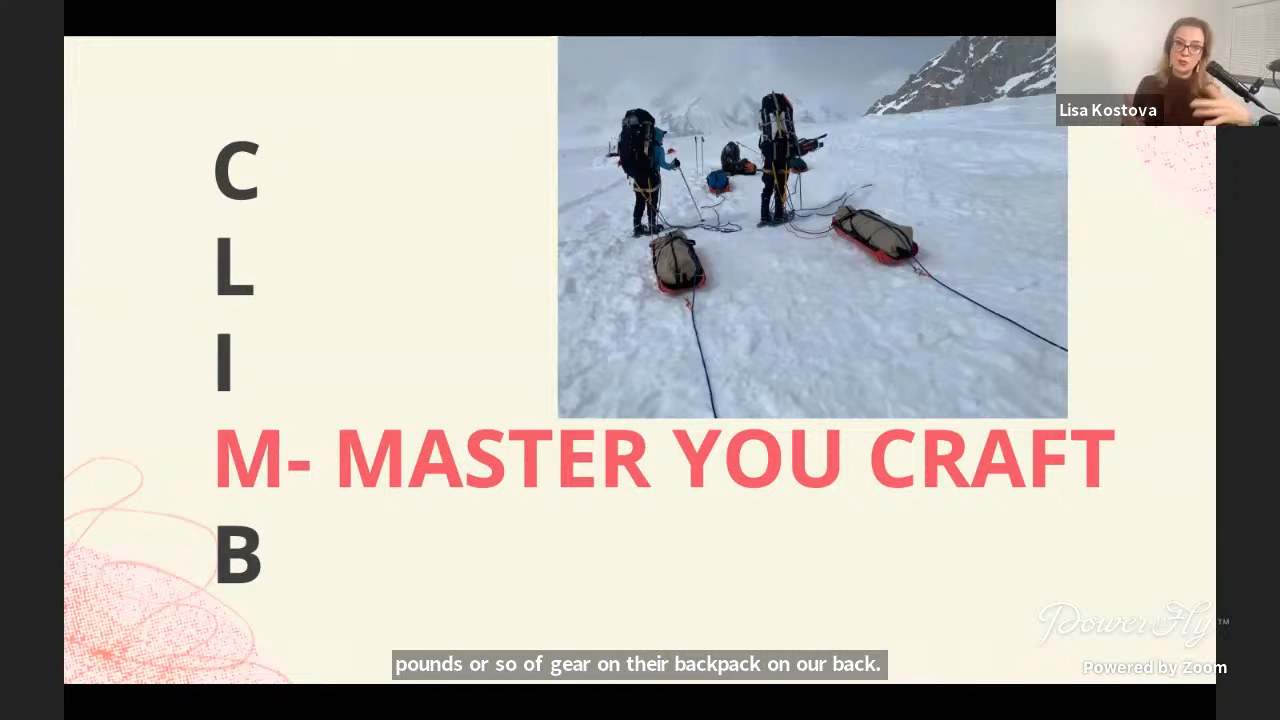 Lisa Kostova
C
L
I
M- MASTER YOU CRAFT
B
PowerToFly™
pounds or so of gear on their backpack on our back.
Powered by Zoom